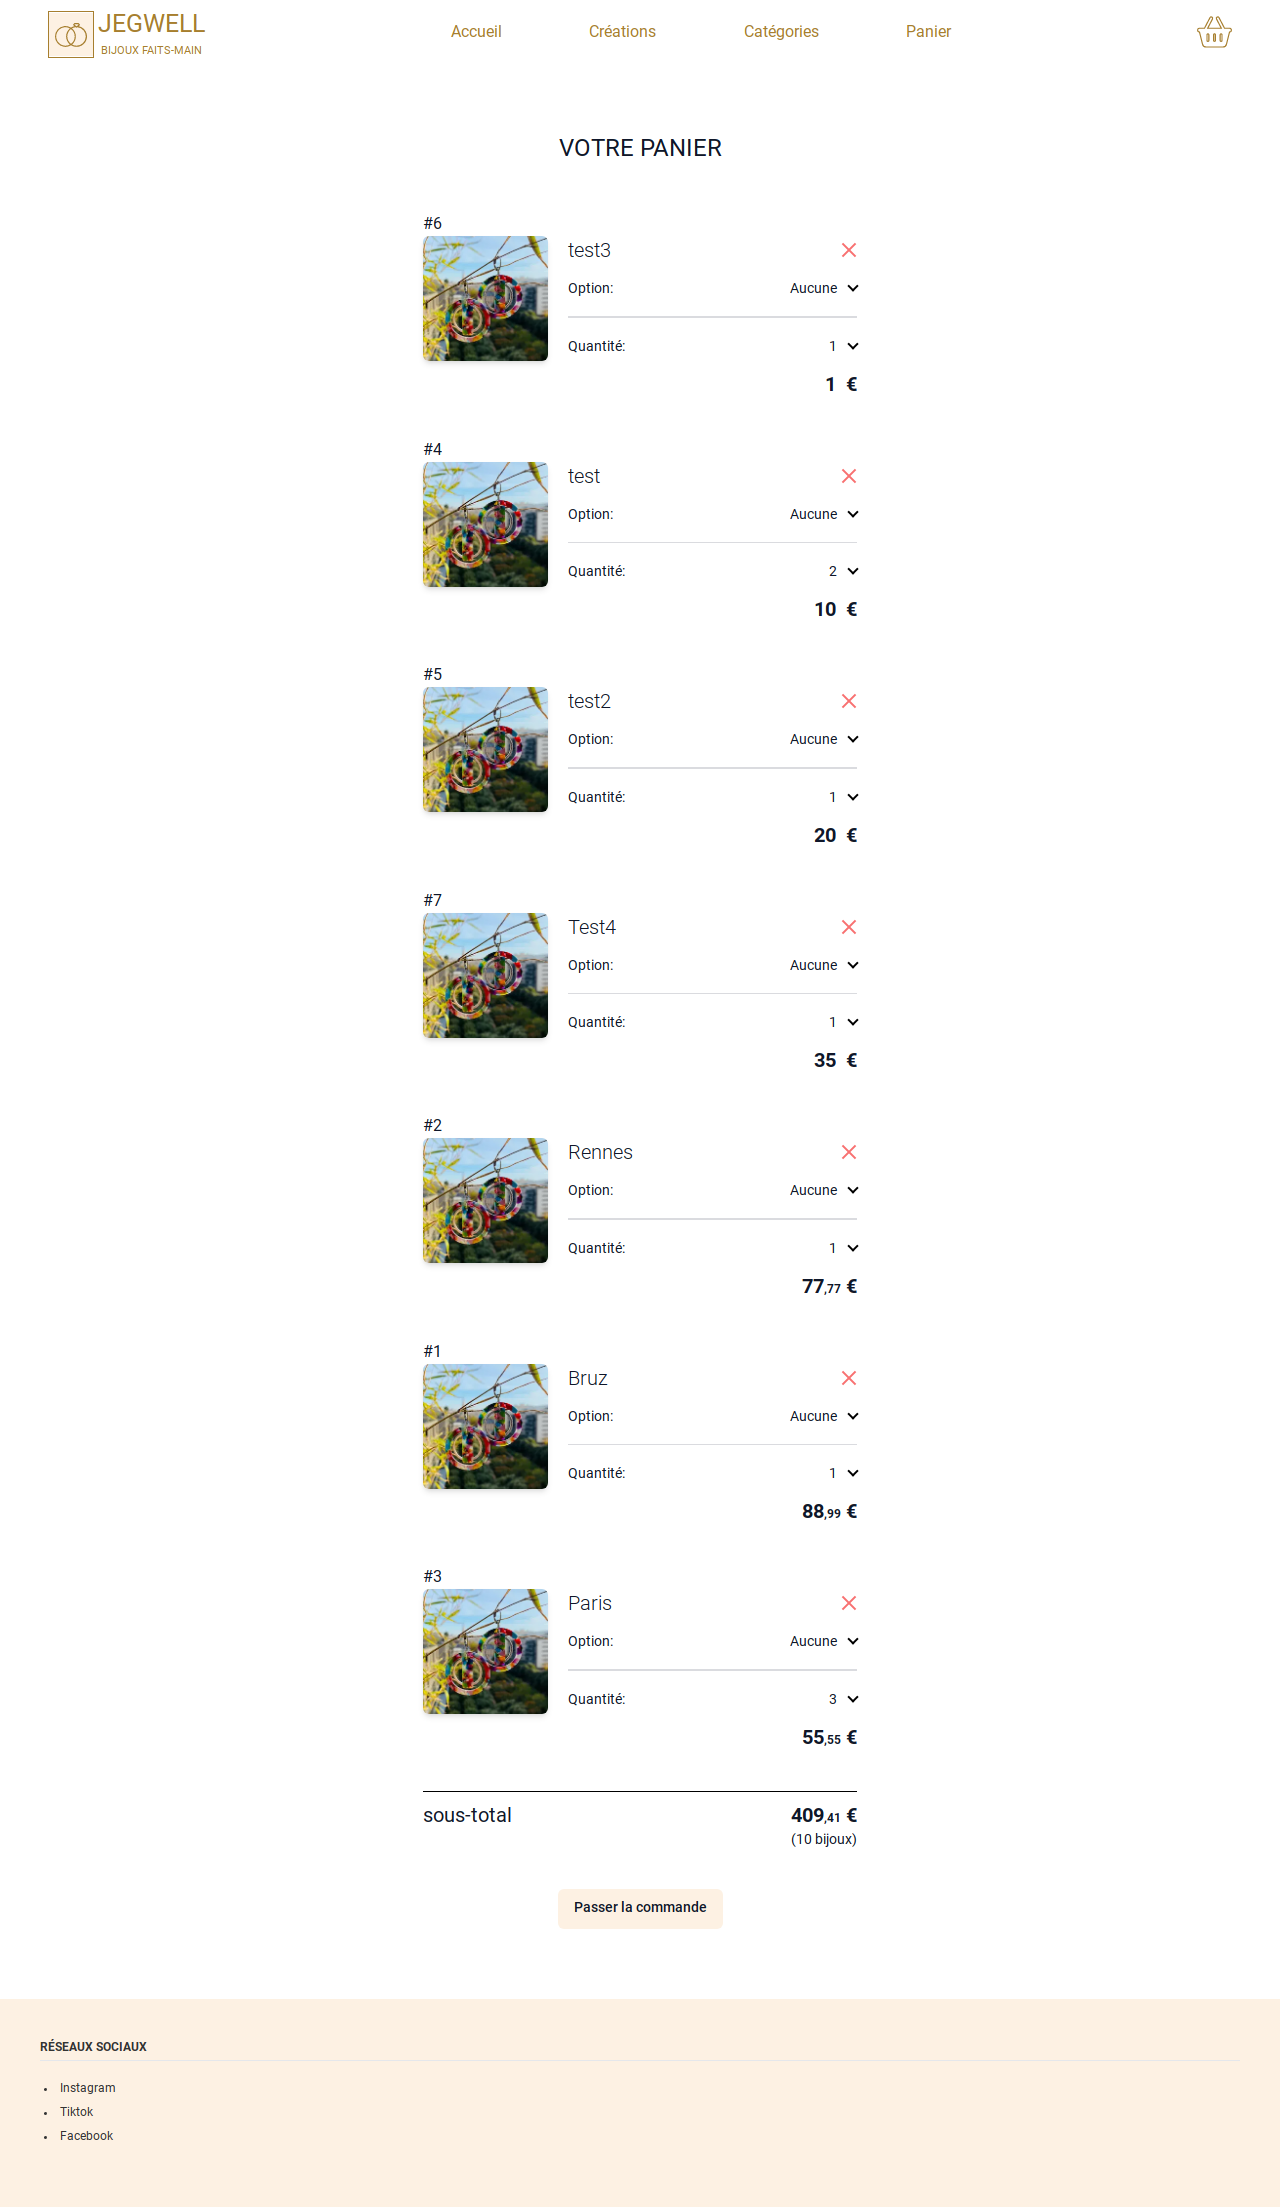 JEGWELL
BIJOUX FAITS-MAIN
Accueil Créations Catégories Panier
VOTRE PANIER
#6
test3
Option: Aucune
Quantité: 1
1 €
#4
test
Option: Aucune
Quantité: 2
10 €
#5
test2
Option: Aucune
Quantité: 1
20 €
#7
Test4
Option: Aucune
Quantité: 1
35 €
#2
Rennes
Option: Aucune
Quantité: 1
77,77 €
#1
Bruz
Option: Aucune
Quantité: 1
88,99 €
#3
Paris
Option: Aucune
Quantité: 3
55,55 €
sous-total 409,41 €
(10 bijoux)
Passer la commande
RÉSEAUX SOCIAUX
• Instagram
• Tiktok
• Facebook